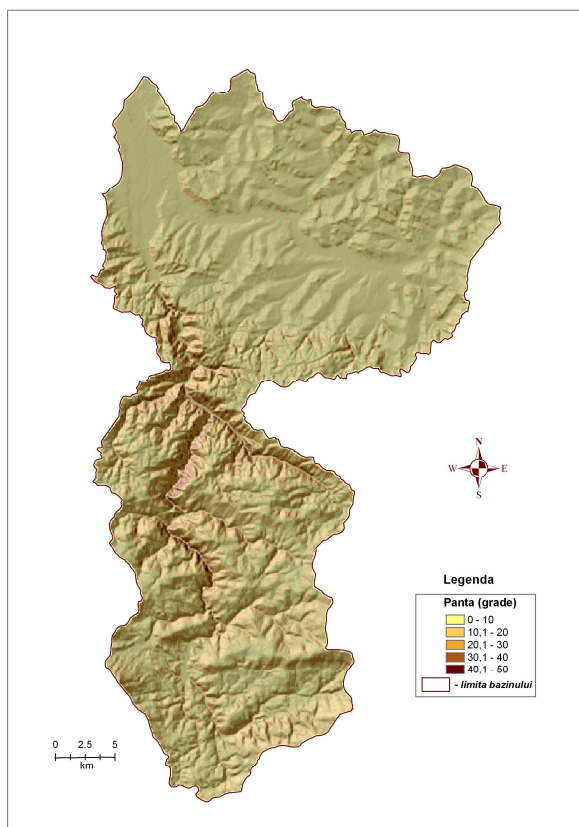 N
W E
S
Legenda
Panta (grade)
0 - 10
10,1 - 20
20,1 - 30
30,1 - 40
40,1 - 50
- limita bazinului
0 2.5 5
km